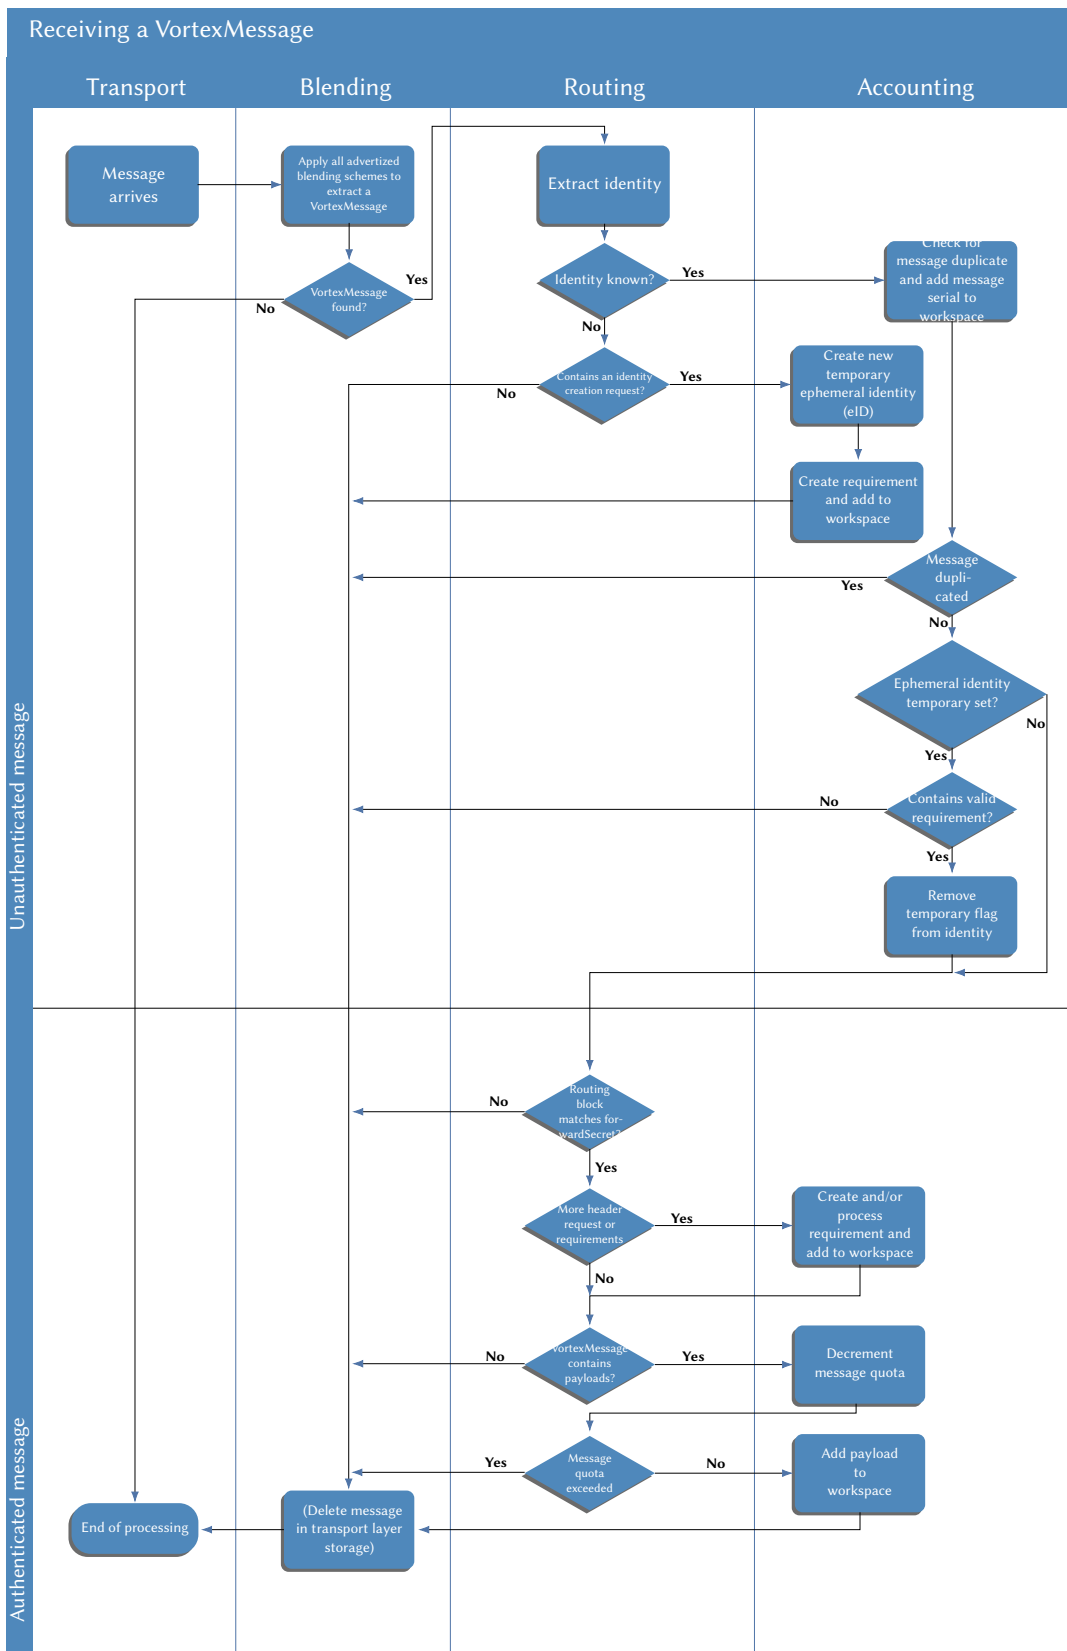 Receiving a VortexMessage
Transport
Blending
Routing
Accounting
Unauthenticated message
Authenticated message
Message
arrives
Apply all advertized
blending schemes to
extract a
VortexMessage
VortexMessage
found?
Yes
No
Extract identity
Identity known?
Yes
No
Check for
message duplicate
and add message
serial to
workspace
Contains an identity
creation request?
Yes
No
Create new
temporary
ephemeral identity
(eID)
Create requirement
and add to
workspace
Message
dupli-
cated
Yes
No
Ephemeral identity
temporary set?
No
Yes
Contains valid
requirement?
No
Yes
Remove
temporary flag
from identity
Routing
block
matches for-
wardSecret?
No
Yes
More header
request or
requirements
Yes
No
Create and/or
process
requirement and
add to workspace
VortexMessage
contains
payloads?
No
Yes
Decrement
message quota
Message
quota
exceeded
Yes
No
Add payload
to
workspace
(Delete message
in transport layer
storage)
End of processing